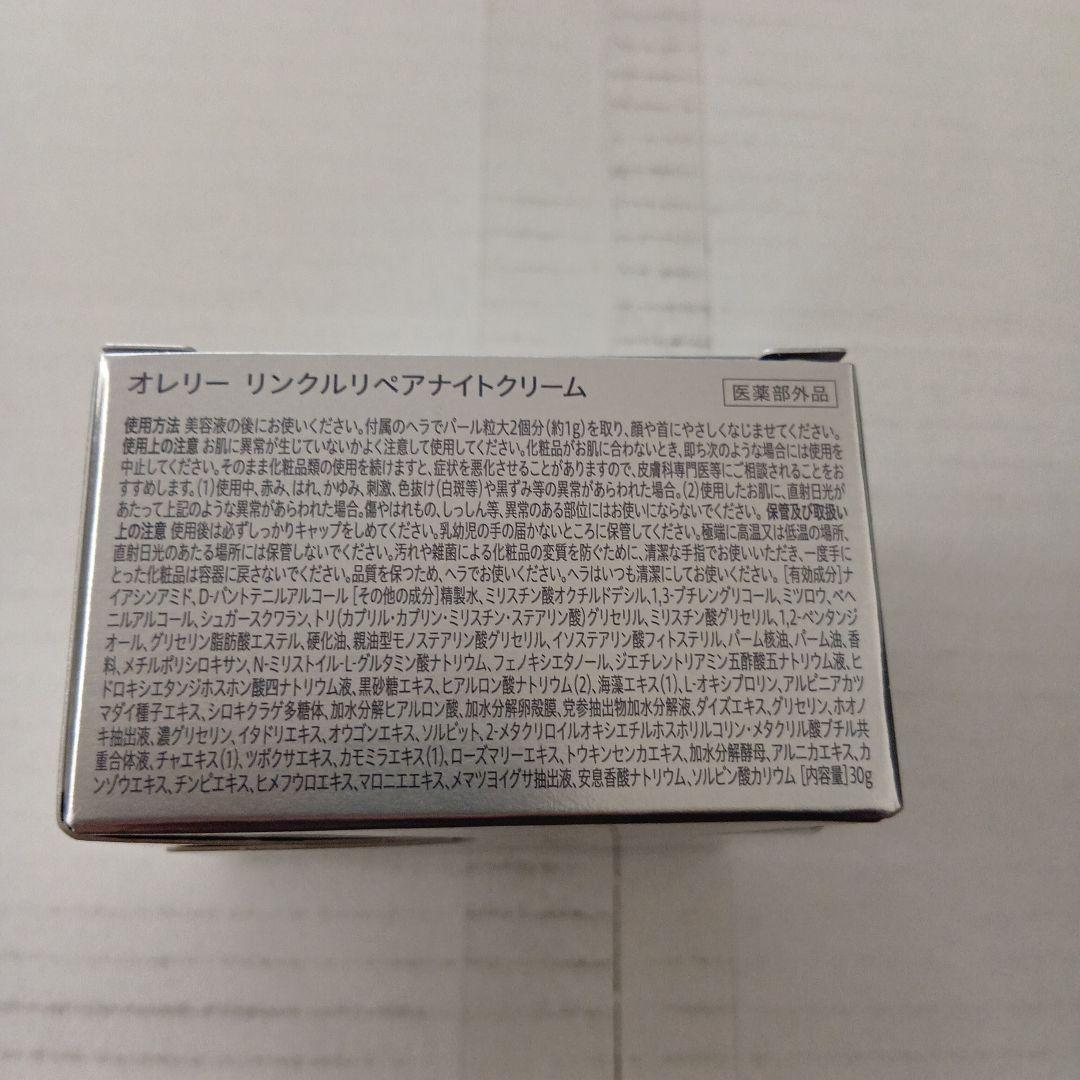 オレリー リンクルリペアナイトクリーム
医薬部外品
使用方法 美容液の後にお使いください。付属のヘラでパール粒大2個分(約1g)を取り、顔や首にやさしくなじませてください。
使用上の注意 お肌に異常が生じていないかよく注意して使用してください。化粧品がお肌に合わないとき、即ち次のような場合には使用を
中止してください。そのまま化粧品類の使用を続けますと、症状を悪化させることがありますので、皮膚科専門医等にご相談されることをお
すすめします。(1)使用中、赤み、はれ、かゆみ、刺激、色抜け(白斑等)や黒ずみ等の異常があらわれた場合。(2)使用したお肌に、直射日光が
あたって上記のような異常があらわれた場合。傷やはれもの、しっしん等、異常のある部位にはお使いにならないでください。 保管及び取扱い
上の注意 使用後は必ずしっかりキャップをしめてください。乳幼児の手の届かないところに保管してください。極端に高温又は低温の場所、
直射日光のあたる場所には保管しないでください。汚れや雑菌による化粧品の変質を防ぐために、清潔な手指でお使いいただき、一度手に
とった化粧品は容器に戻さないでください。品質を保つため、ヘラでお使いください。ヘラはいつも清潔にしてお使いください。 [有効成分]ナ
イアシンアミド、D-パントテニルアルコール [その他の成分]精製水、ミリスチン酸オクチルドデシル、1,3-ブチレングリコール、ミツロウ、ベヘ
ニルアルコール、シュガースクワラン、トリ(カプリル・カプリン・ミリスチン・ステアリン酸)グリセリル、ミリスチン酸グリセリル、1,2-ペンタンジ
オール、グリセリン脂肪酸エステル、硬化油、親油型モノステアリン酸グリセリル、イソステアリン酸フィトステリル、パーム核油、パーム油、香
料、メチルポリシロキサン、N-ミリストイル-L-グルタミン酸ナトリウム、フェノキシエタノール、ジエチレントリアミン五酢酸五ナトリウム液、ヒ
ドロキシエタンジホスホン酸四ナトリウム液、黒砂糖エキス、ヒアルロン酸ナトリウム(2)、海藻エキス(1)、L-オキシプロリン、アルピニアカツ
マダイ種子エキス、シロキクラゲ多糖体、加水分解ヒアルロン酸、加水分解卵殻膜、党参抽出物加水分解液、ダイズエキス、グリセリン、ホオノ
キ抽出液、濃グリセリン、イタドリエキス、オウゴンエキス、ソルビット、2-メタクリロイルオキシエチルホスホリルコリン・メタクリル酸ブチル共
重合体液、チャエキス(1)、ツボクサエキス、カモミラエキス(1)、ローズマリーエキス、トウキンセンカエキス、加水分解酵母、アルニカエキス、カ
ンゾウエキス、チンピエキス、ヒメフウロエキス、マロニエエキス、メマツヨイグサ抽出液、安息香酸ナトリウム、ソルビン酸カリウム [内容量]30g